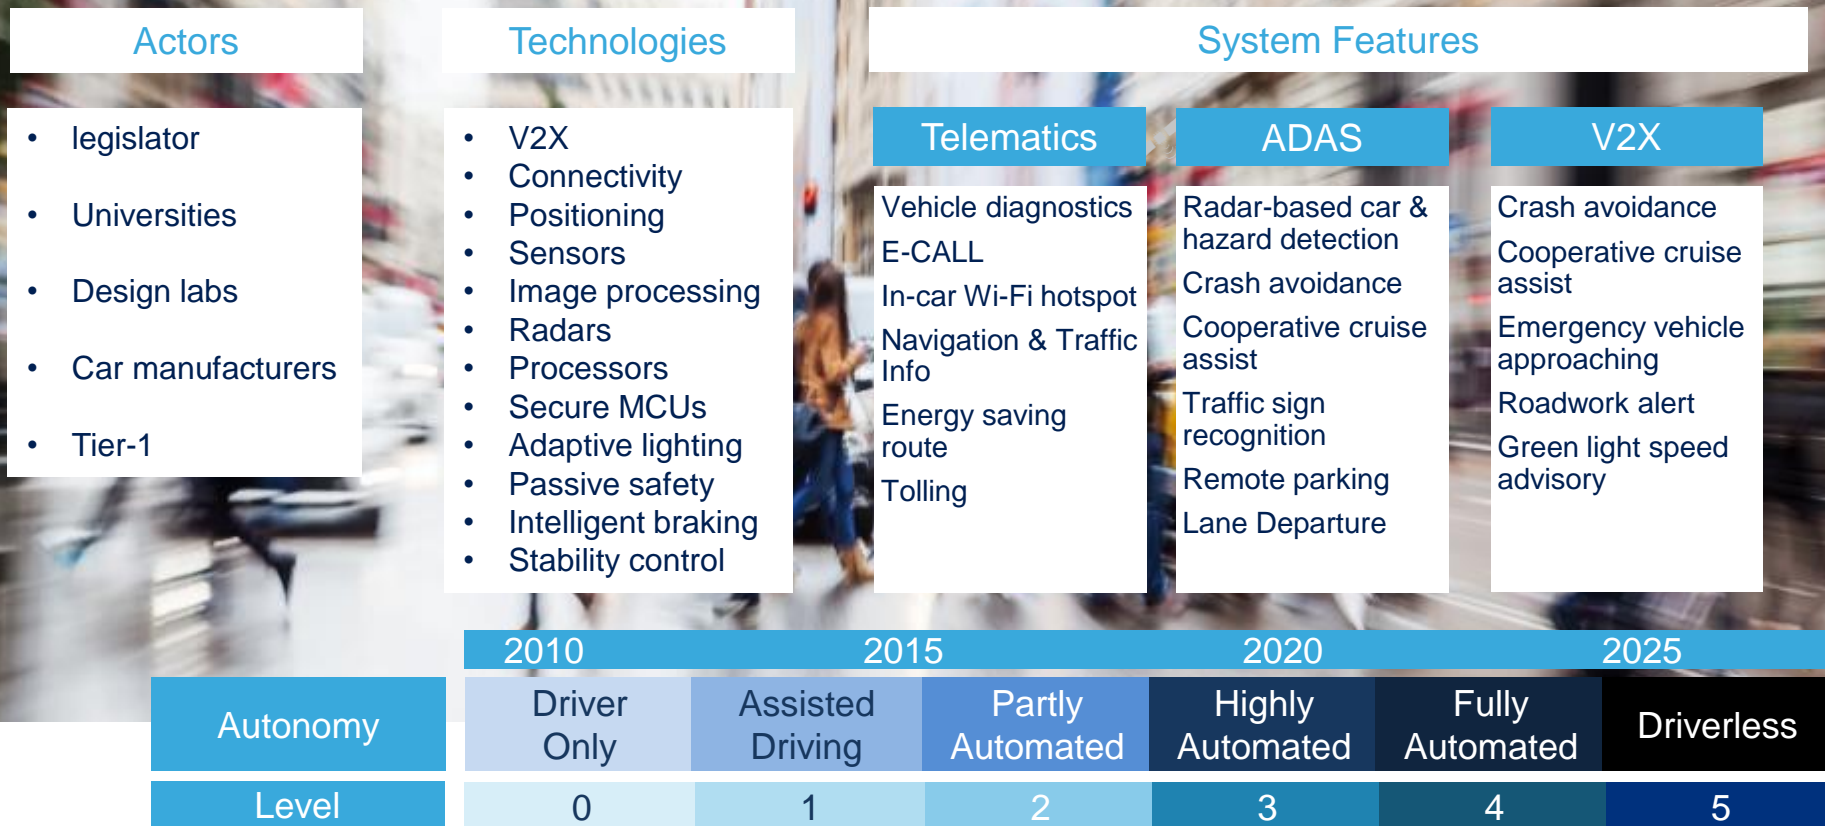 Actors
Technologies
System Features
• legislator
• Universities
• Design labs
• Car manufacturers
• Tier-1
• V2X
• Connectivity
• Positioning
• Sensors
• Image processing
• Radars
• Processors
• Secure MCUs
• Adaptive lighting
• Passive safety
• Intelligent braking
• Stability control
Telematics
Vehicle diagnostics
E-CALL
In-car Wi-Fi hotspot
Navigation & Traffic
Info
Energy saving
route
Tolling
ADAS
Radar-based car &
hazard detection
Crash avoidance
Cooperative cruise
assist
Traffic sign
recognition
Remote parking
Lane Departure
V2X
Crash avoidance
Cooperative cruise
assist
Emergency vehicle
approaching
Roadwork alert
Green light speed
advisory
2010 2015 2020 2025
Autonomy
Driver
Only
Assisted
Driving
Partly
Automated
Highly
Automated
Fully
Automated
Driverless
Level 0 1 2 3 4 5